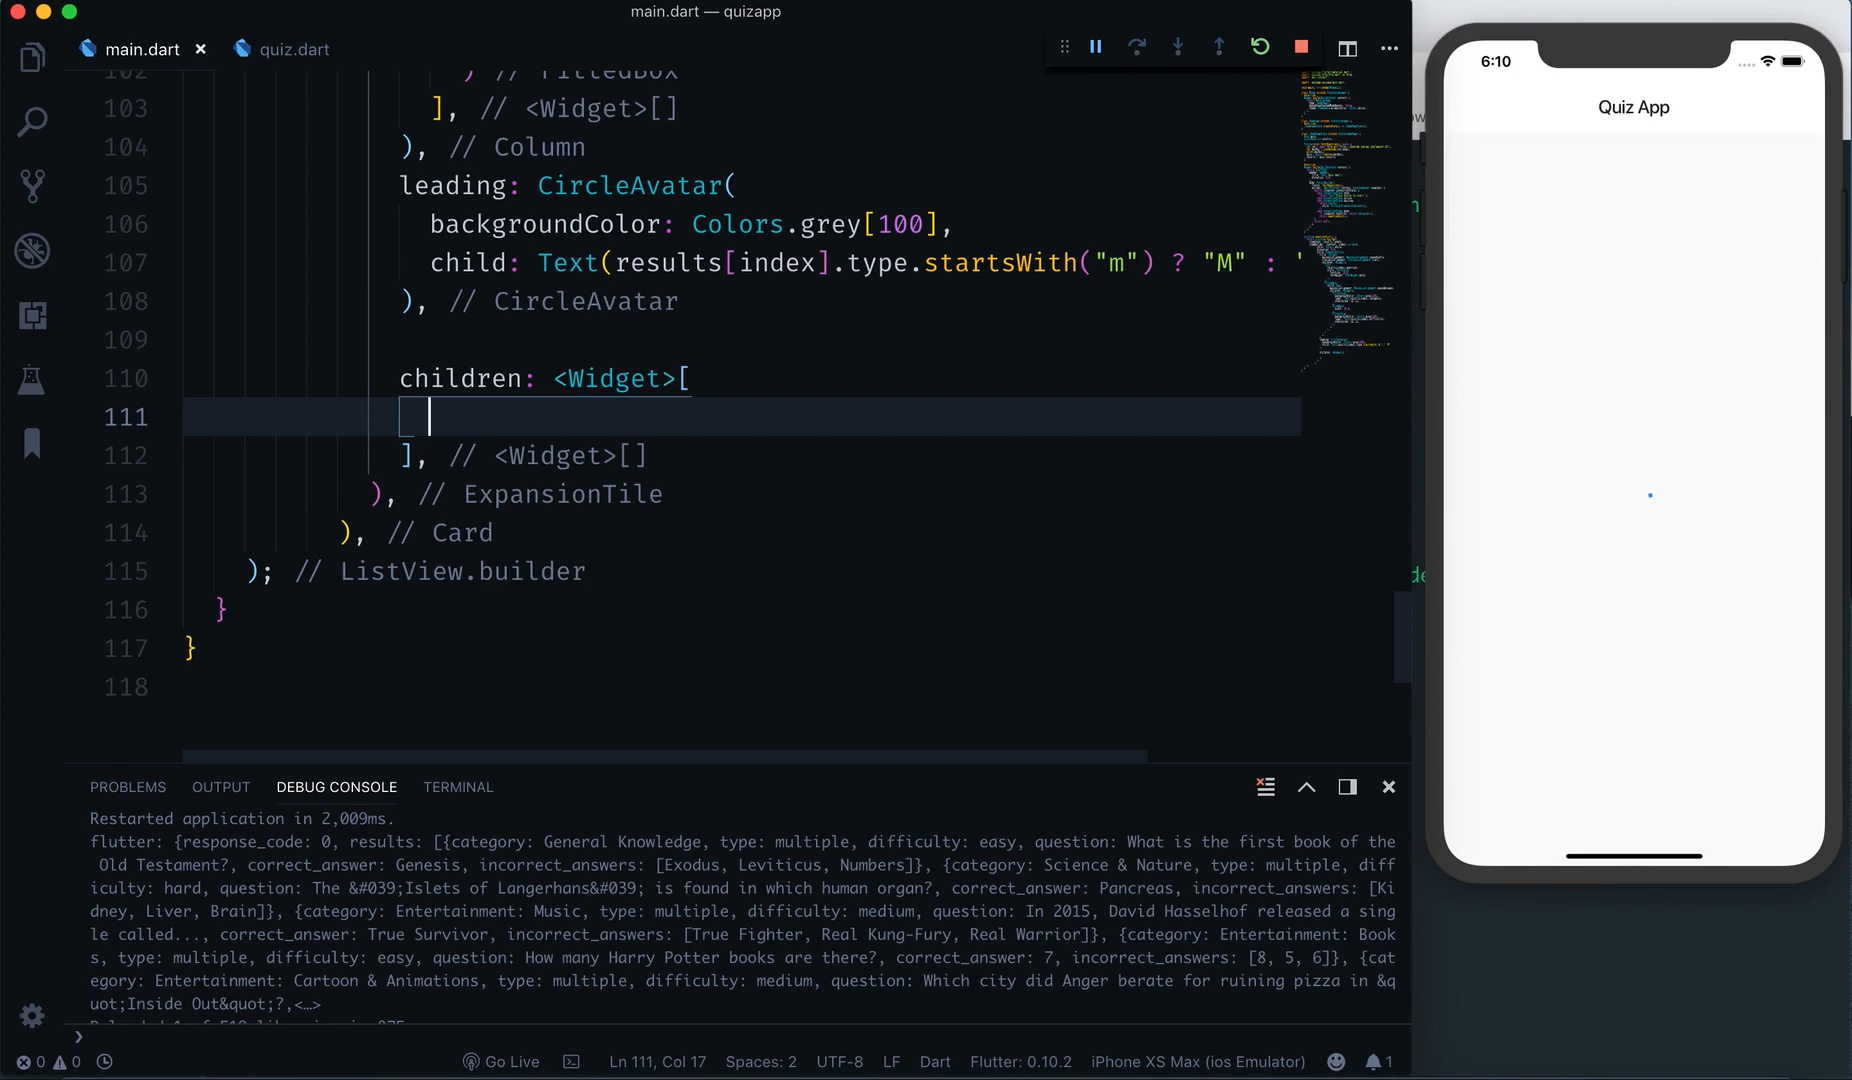 main.dart — quizapp
main.dart
quiz.dart
102 ) // FittedBox
103 ], // <Widget>[]
104 ), // Column
105 leading: CircleAvatar(
106 backgroundColor: Colors.grey[100],
107 child: Text(results[index].type.startsWith("m") ? "M" : "
108 ), // CircleAvatar
109
110 children: <Widget>[
111
112 ], // <Widget>[]
113 ), // ExpansionTile
114 ), // Card
115 ); // ListView.builder
116 }
117 }
118
PROBLEMS OUTPUT DEBUG CONSOLE TERMINAL
Restarted application in 2,009ms.
flutter: {response_code: 0, results: [{category: General Knowledge, type: multiple, difficulty: easy, question: What is the first book of the
Old Testament?, correct_answer: Genesis, incorrect_answers: [Exodus, Leviticus, Numbers]}, {category: Science & Nature, type: multiple, diff
iculty: hard, question: The &#039;Islets of Langerhans&#039; is found in which human organ?, correct_answer: Pancreas, incorrect_answers: [Ki
dney, Liver, Brain]}, {category: Entertainment: Music, type: multiple, difficulty: medium, question: In 2015, David Hasselhof released a sing
le called..., correct_answer: True Survivor, incorrect_answers: [True Fighter, Real Kung-Fury, Real Warrior]}, {category: Entertainment: Book
s, type: multiple, difficulty: easy, question: How many Harry Potter books are there?, correct_answer: 7, incorrect_answers: [8, 5, 6]}, {cat
egory: Entertainment: Cartoon & Animations, type: multiple, difficulty: medium, question: Which city did Anger berate for ruining pizza in &q
uot;Inside Out&quot;?,<…>
0 0 Go Live Ln 111, Col 17 Spaces: 2 UTF-8 LF Dart Flutter: 0.10.2 iPhone XS Max (ios Emulator) 1
6:10
Quiz App